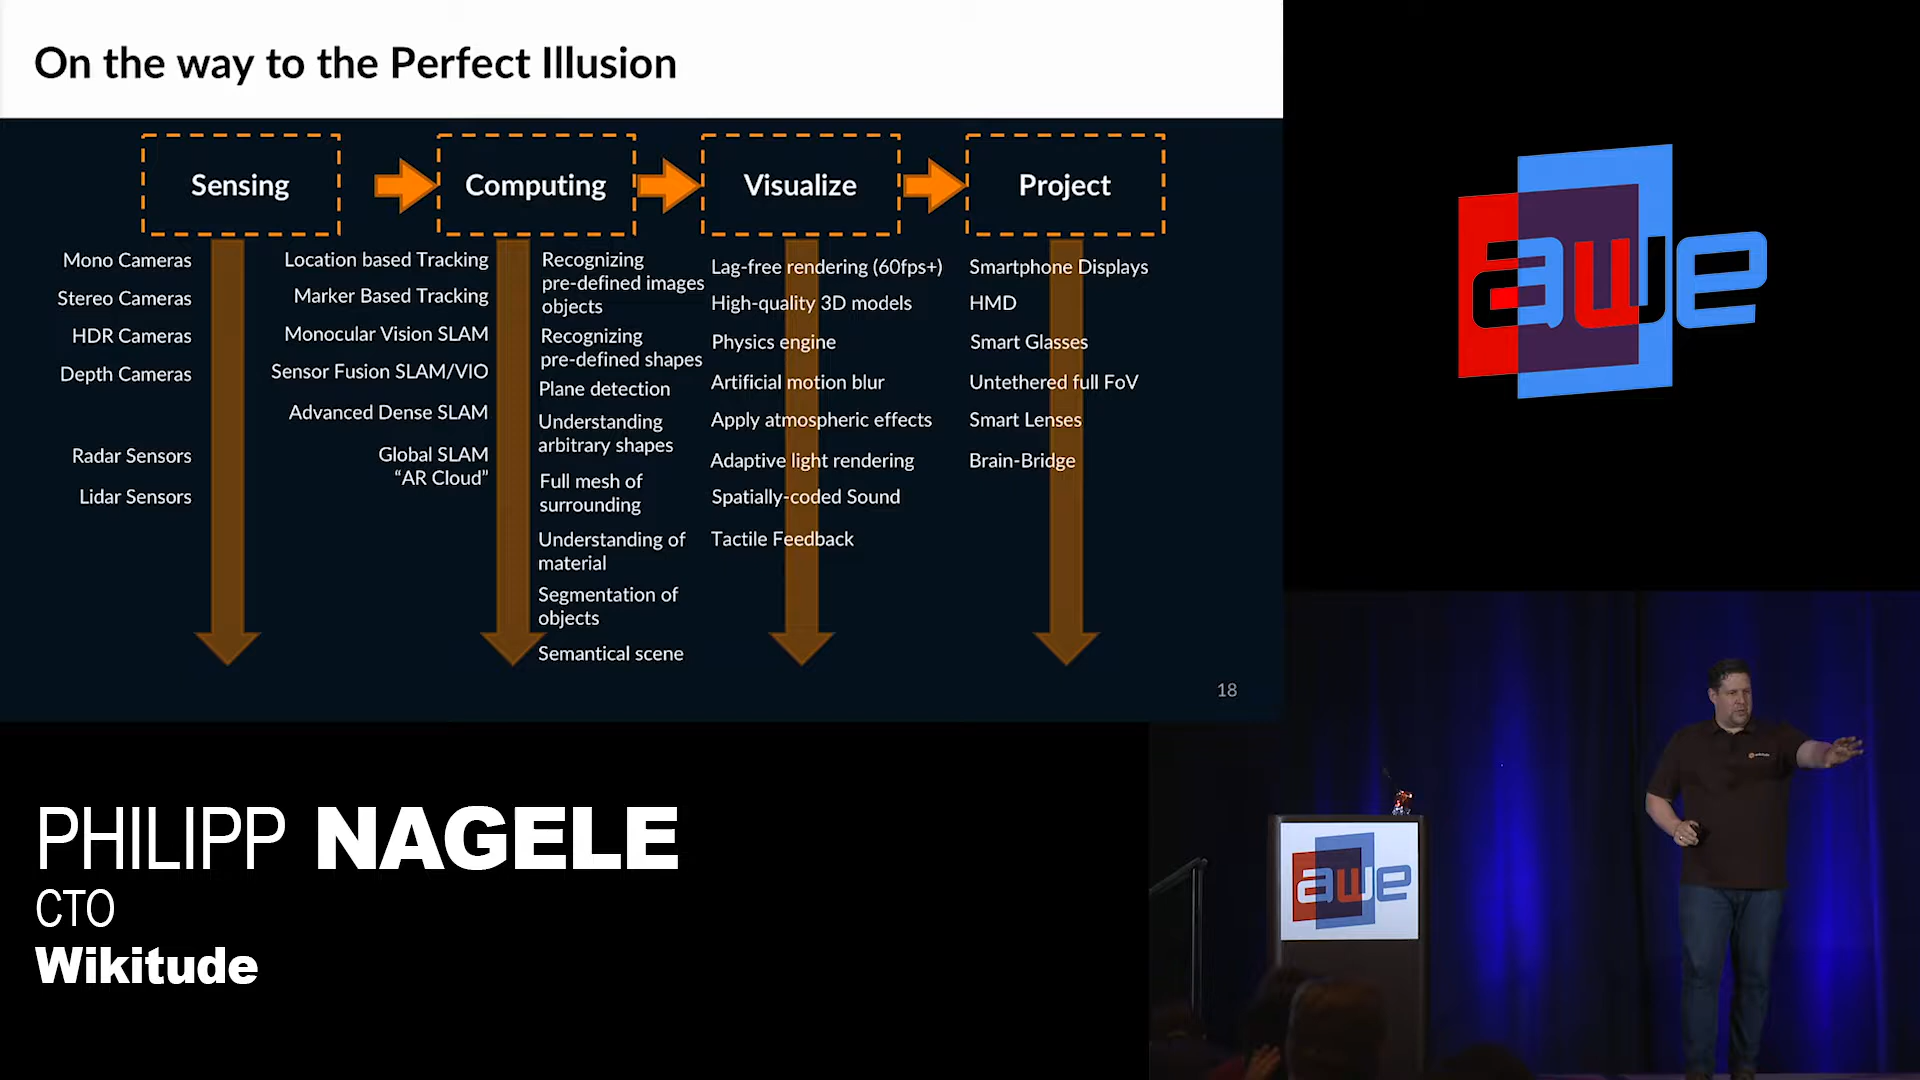 On the way to the Perfect Illusion
Sensing
Computing
Visualize
Project
Mono Cameras
Stereo Cameras
HDR Cameras
Depth Cameras
Radar Sensors
Lidar Sensors
Location based Tracking
Marker Based Tracking
Monocular Vision SLAM
Sensor Fusion SLAM/VIO
Advanced Dense SLAM
Global SLAM
“AR Cloud”
Recognizing
pre-defined images
objects
Recognizing
pre-defined shapes
Plane detection
Understanding
arbitrary shapes
Full mesh of
surrounding
Understanding of
material
Segmentation of
objects
Semantical scene
Lag-free rendering (60fps+)
High-quality 3D models
Physics engine
Artificial motion blur
Apply atmospheric effects
Adaptive light rendering
Spatially-coded Sound
Tactile Feedback
Smartphone Displays
HMD
Smart Glasses
Untethered full FoV
Smart Lenses
Brain-Bridge
18
awe
PHILIPP NAGELE
CTO
Wikitude
awe
wikitude